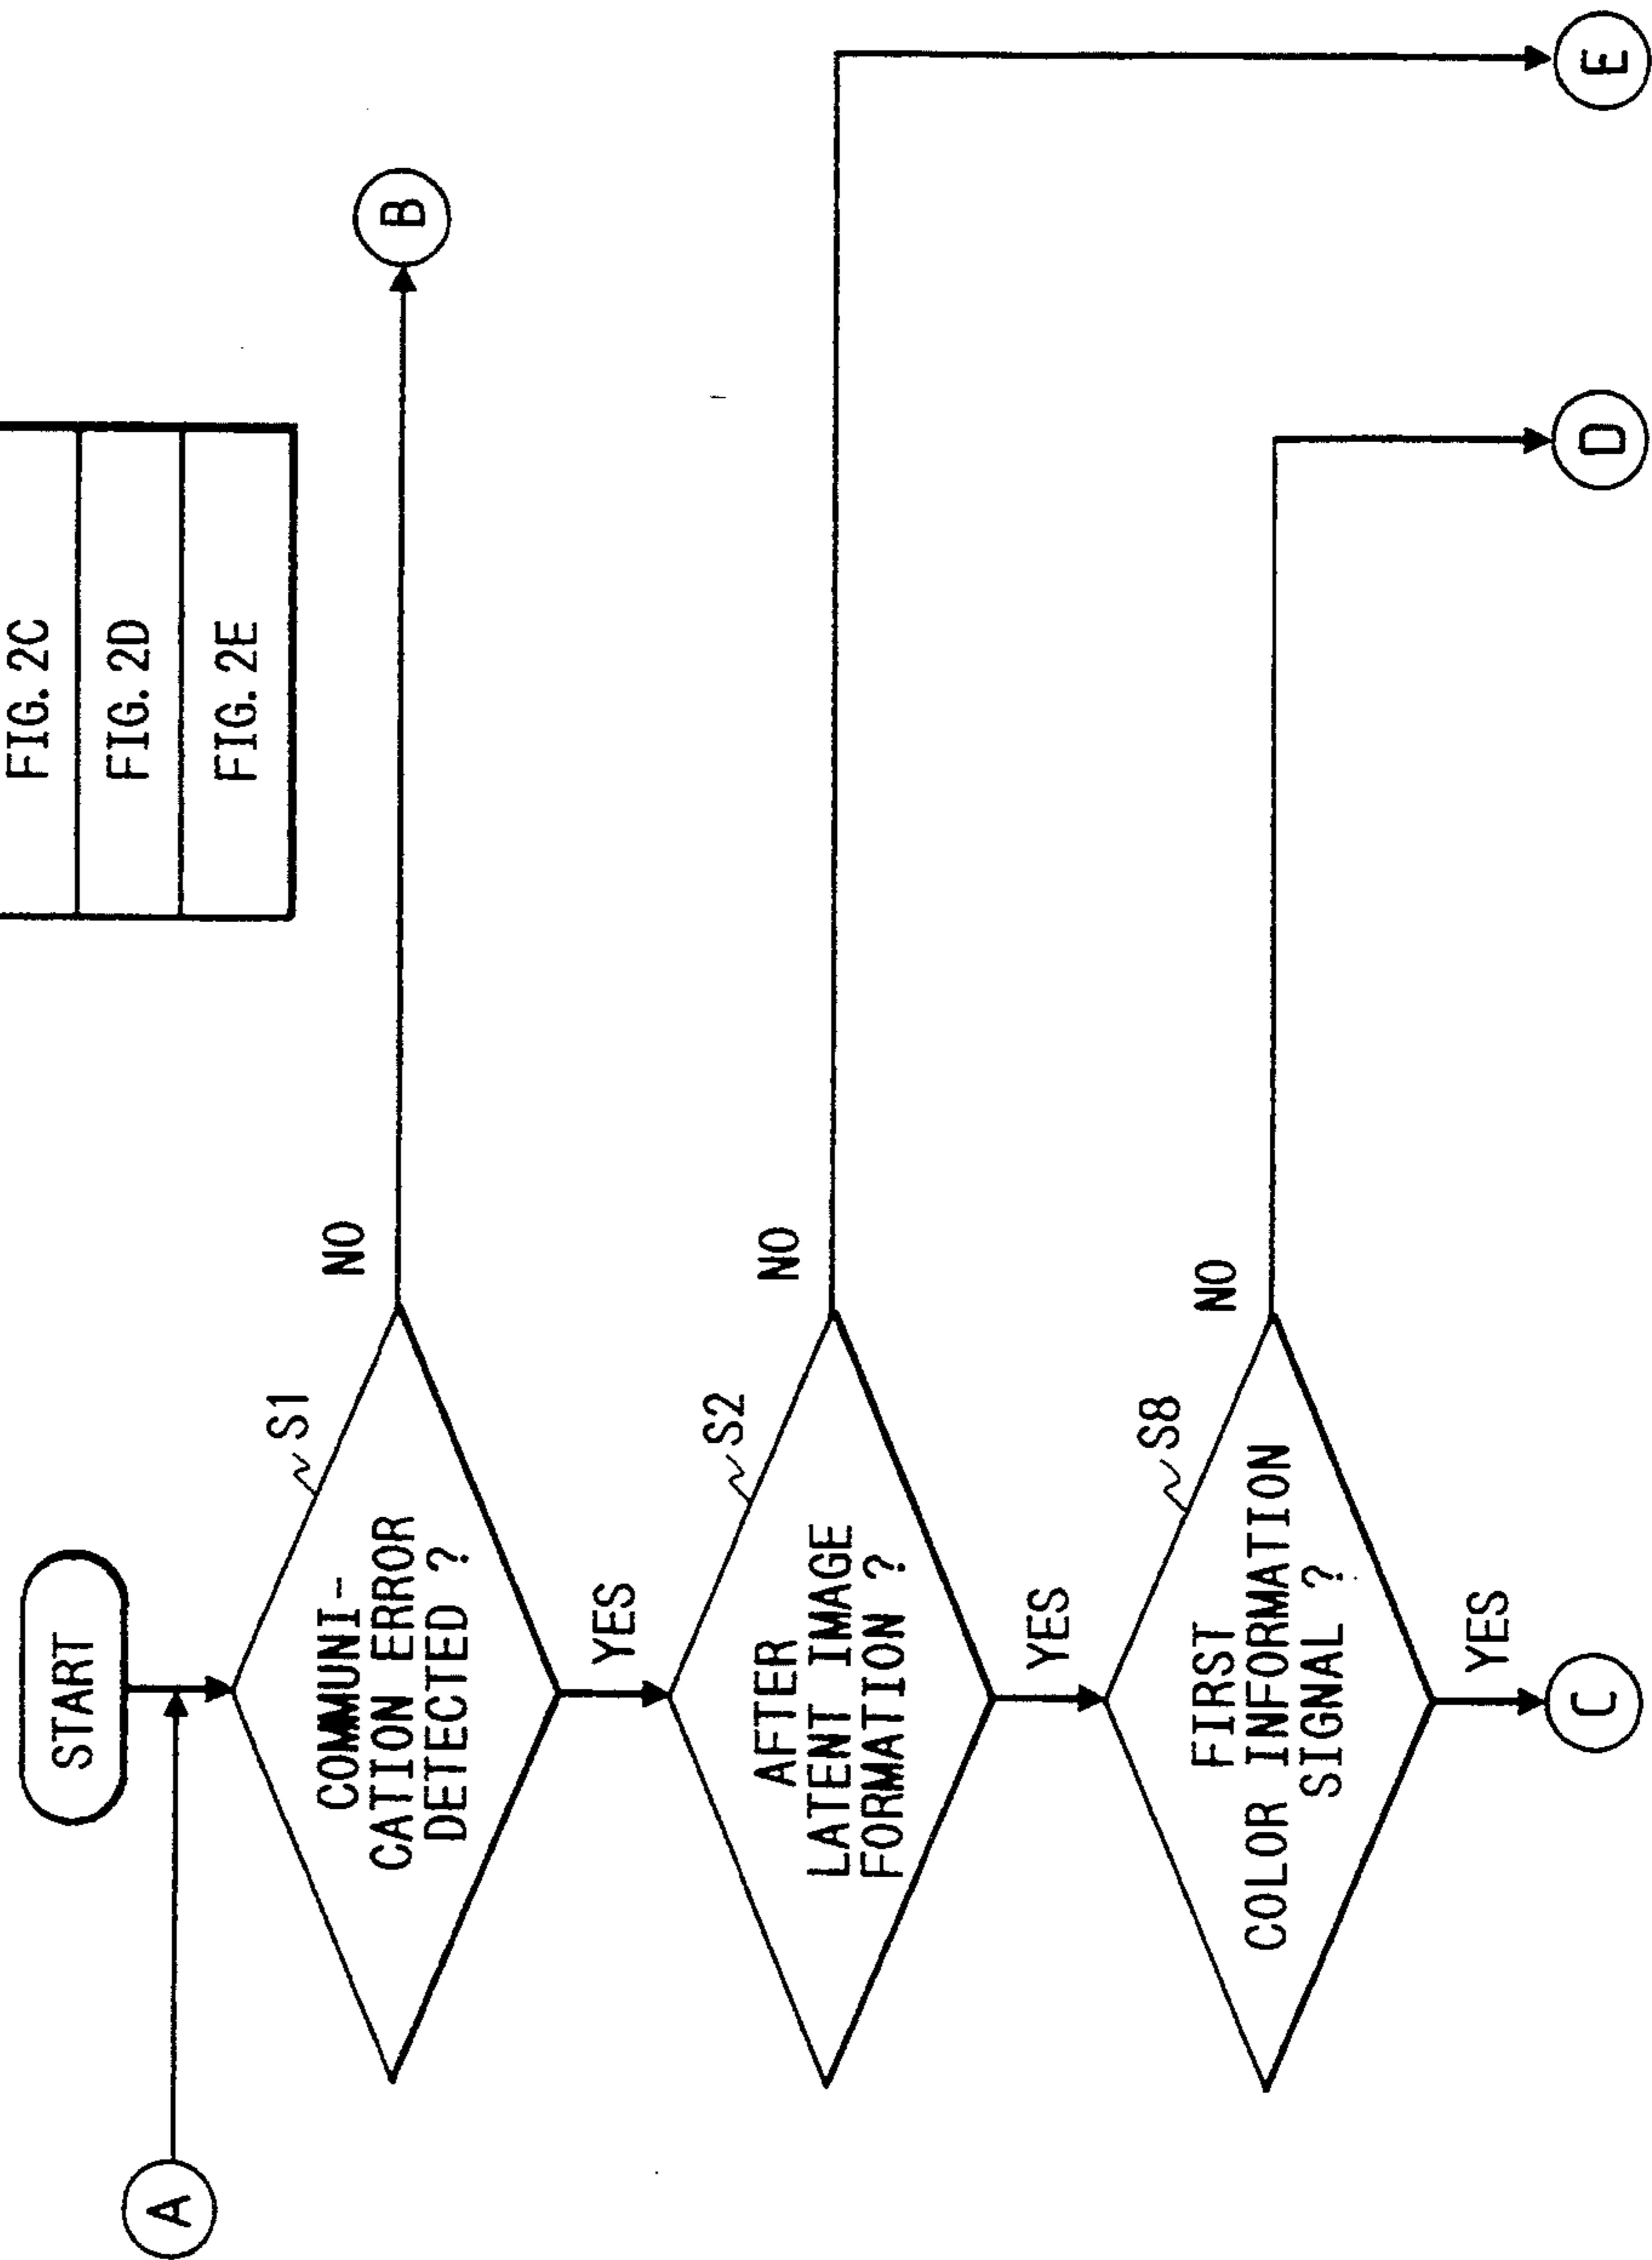 FIG. 2C
FIG. 2D
FIG. 2E
START
A
S1
COMMUNI-
CATION ERROR
DETECTED ?
NO
B
YES
S2
AFTER
LATENT IMAGE
FORMATION ?
NO
YES
S8
FIRST
COLOR INFORMATION
SIGNAL ?
NO
YES
C
D
E